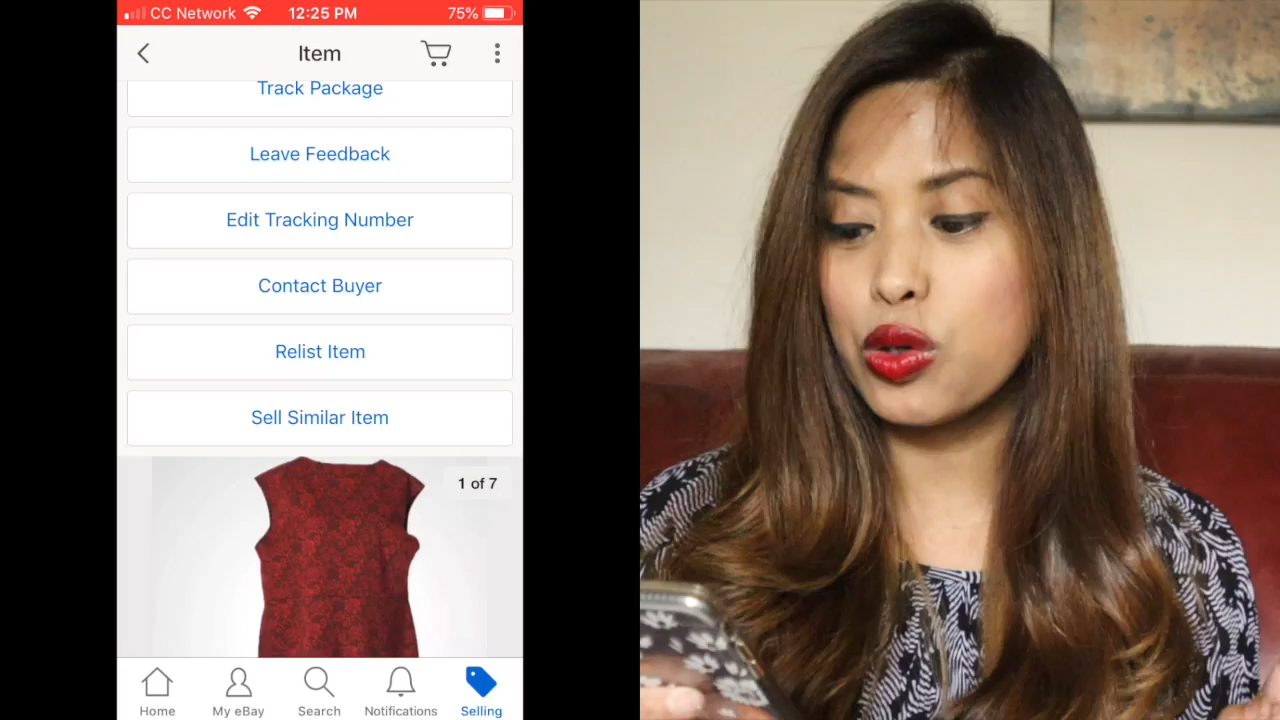 CC Network 12:25 PM 75%
Item
Track Package
Leave Feedback
Edit Tracking Number
Contact Buyer
Relist Item
Sell Similar Item
1 of 7
Home My eBay Search Notifications Selling